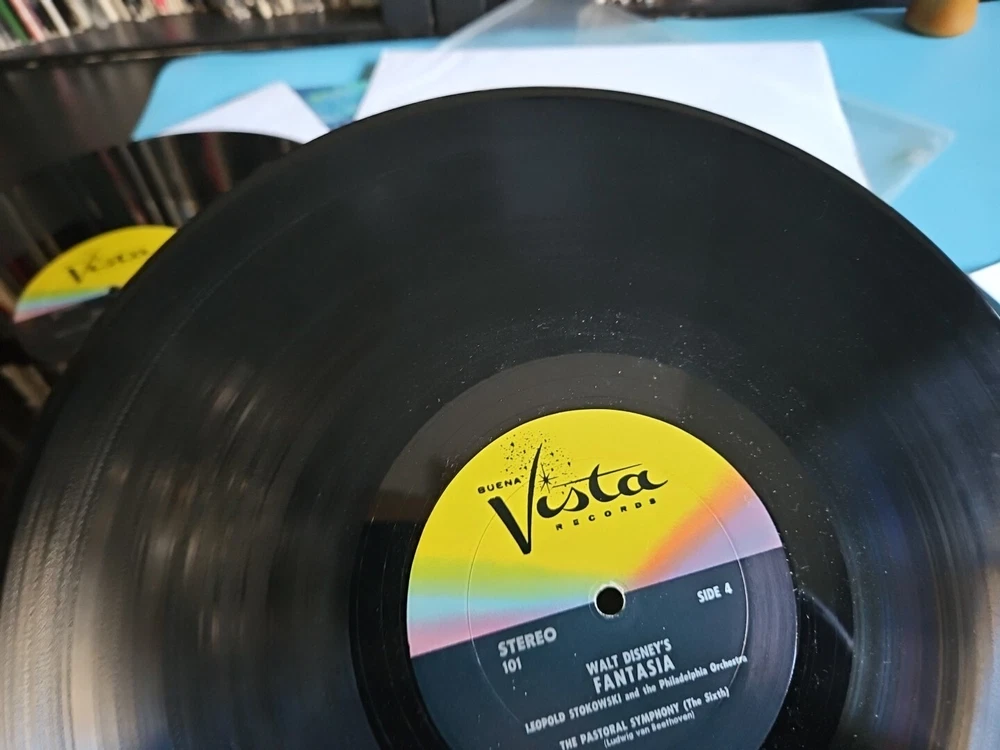 Vista
BUENA
Vista
RECORDS
SIDE 4
STEREO
101
WALT DISNEY'S
FANTASIA
LEOPOLD STOKOWSKI and the Philadelphia Orchestra
THE PASTORAL SYMPHONY (The Sixth)
(Ludwig van Beethoven)